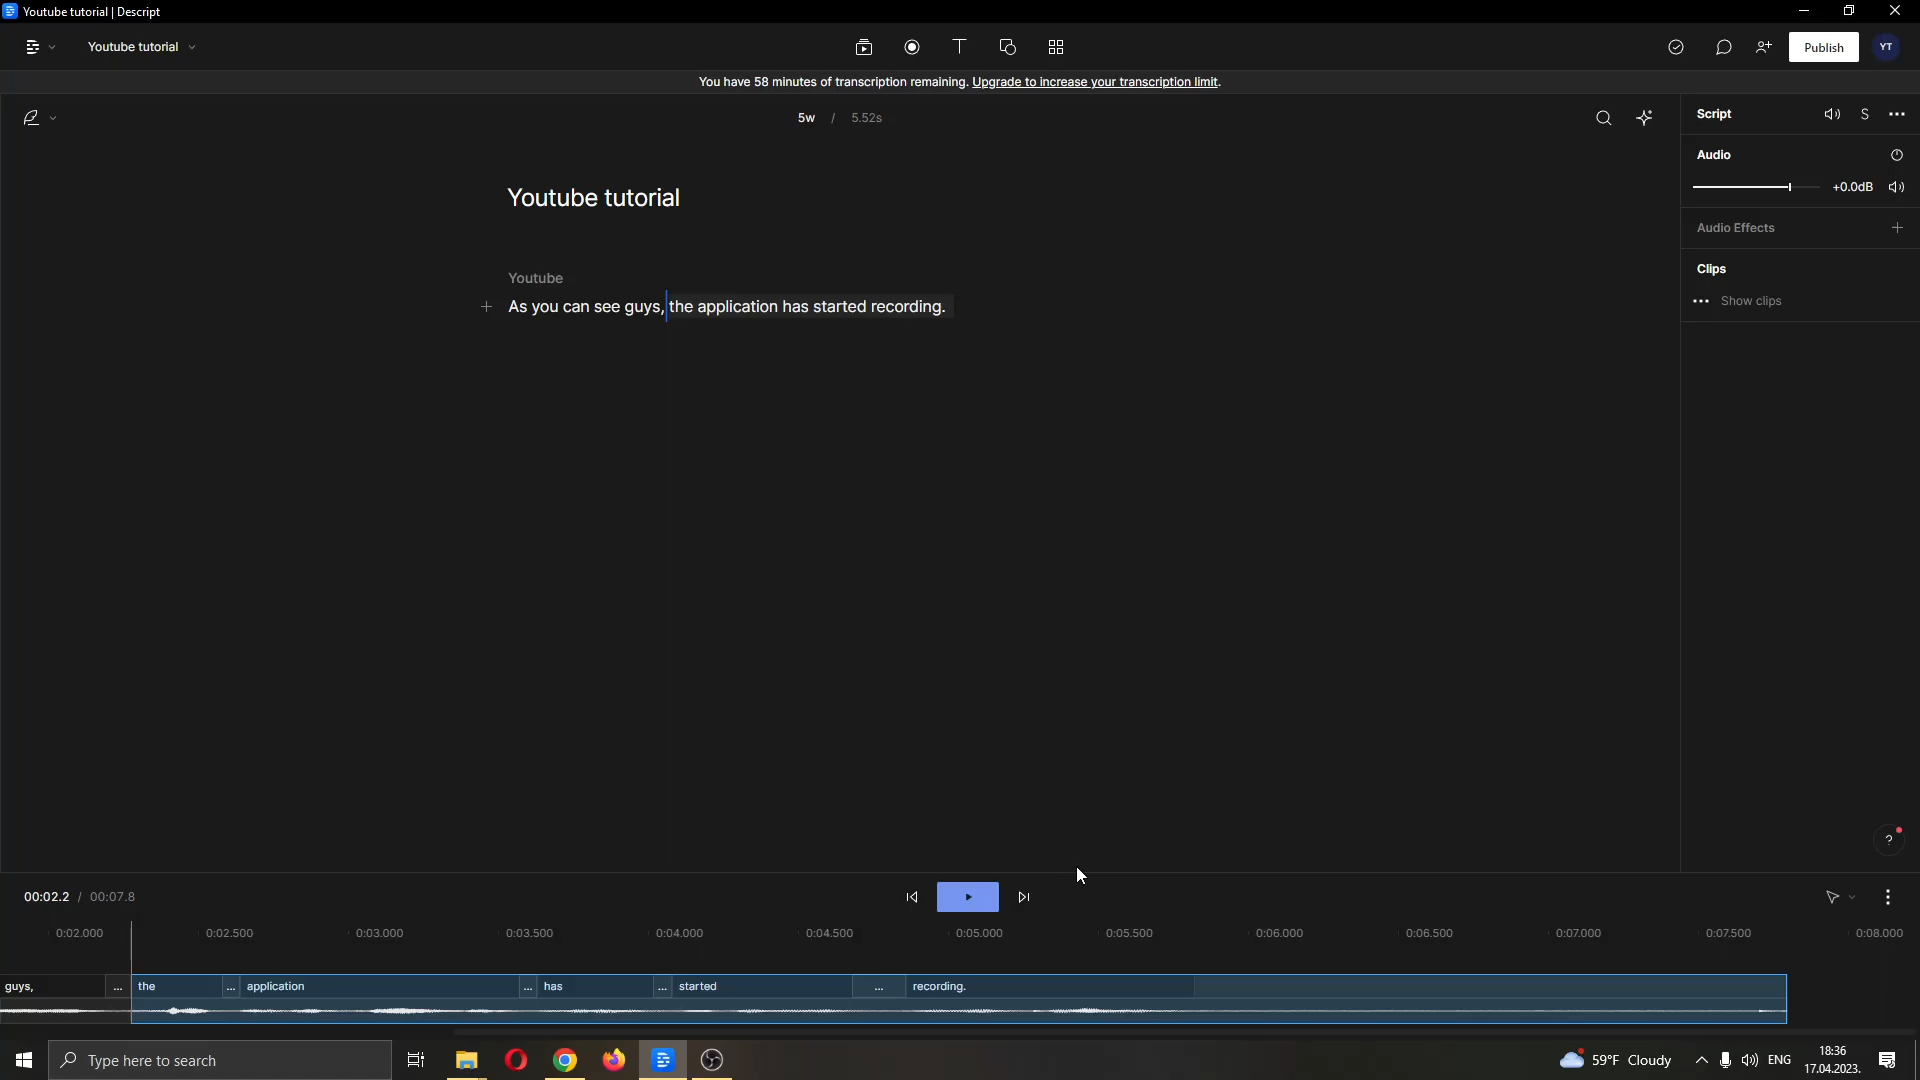 Youtube tutorial | Descript
Youtube tutorial
Publish
YT
You have 58 minutes of transcription remaining. Upgrade to increase your transcription limit.
5w / 5.52s
Script
S
Audio
+0.0dB
Audio Effects
Clips
Show clips
Youtube tutorial
Youtube
As you can see guys, the application has started recording.
?
00:02.2 / 00:07.8
0:02.000 0:02.500 0:03.000 0:03.500 0:04.000 0:04.500 0:05.000 0:05.500 0:06.000 0:06.500 0:07.000 0:07.500 0:08.000
guys, ... the ... application ... has ... started ... recording.
Type here to search
59°F Cloudy
ENG
18:36
17.04.2023.